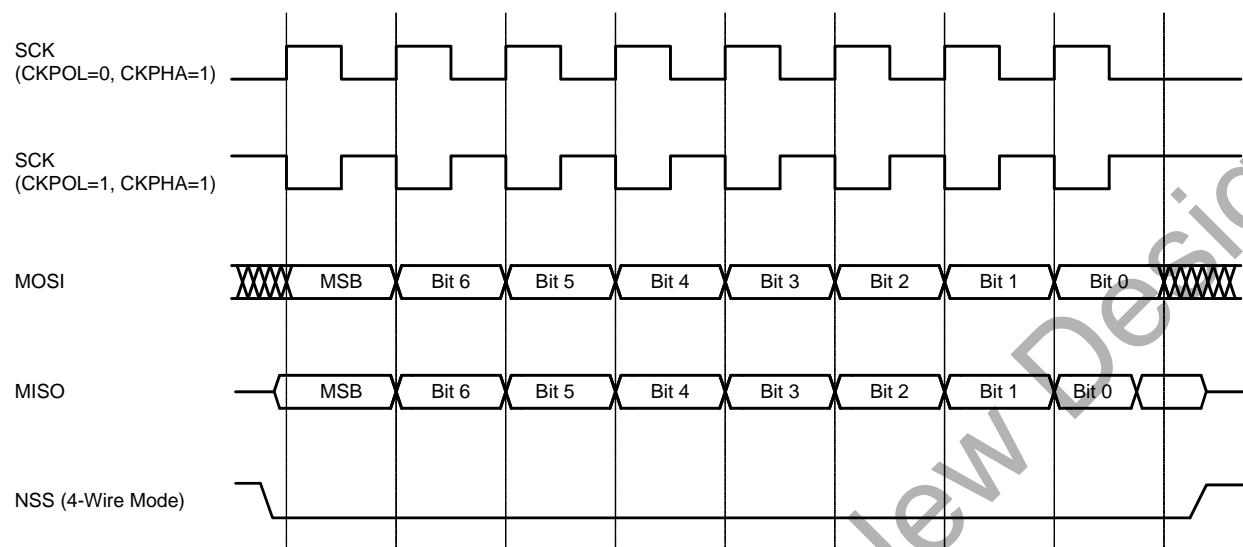 SCK
(CKPOL=0, CKPHA=1)
SCK
(CKPOL=1, CKPHA=1)
MOSI
MSB Bit 6 Bit 5 Bit 4 Bit 3 Bit 2 Bit 1 Bit 0
MISO
MSB Bit 6 Bit 5 Bit 4 Bit 3 Bit 2 Bit 1 Bit 0
NSS (4-Wire Mode)